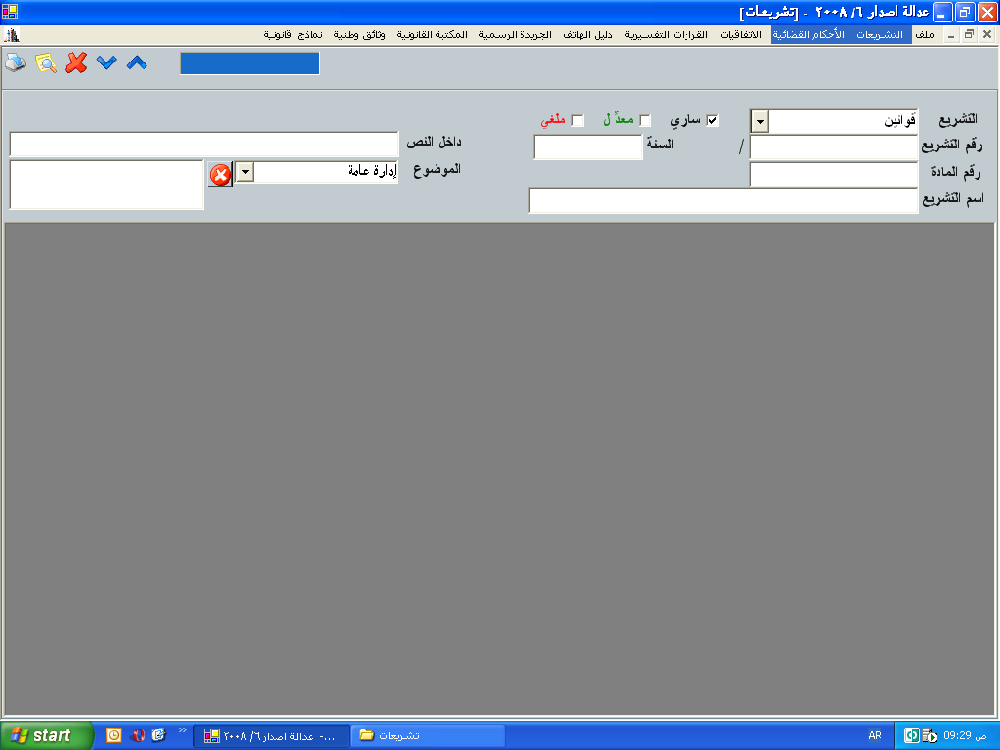 عدالة اصدار ٦/ ٢٠٠٨ - [تشريعات]
ملف التشريعات الأحكام القضائية الاتفاقيات القرارات التفسيرية دليل الهاتف الجريدة الرسمية المكتبة القانونية وثائق وطنية نماذج قانونية
التشريع قوانين ساري معدّل ملغي
رقم التشريع / السنة داخل النص
رقم المادة الموضوع إدارة عامة
اسم التشريع
start عدالة اصدار ٦/ ٢٠٠٨ -... تشريعات AR 09:29 ص